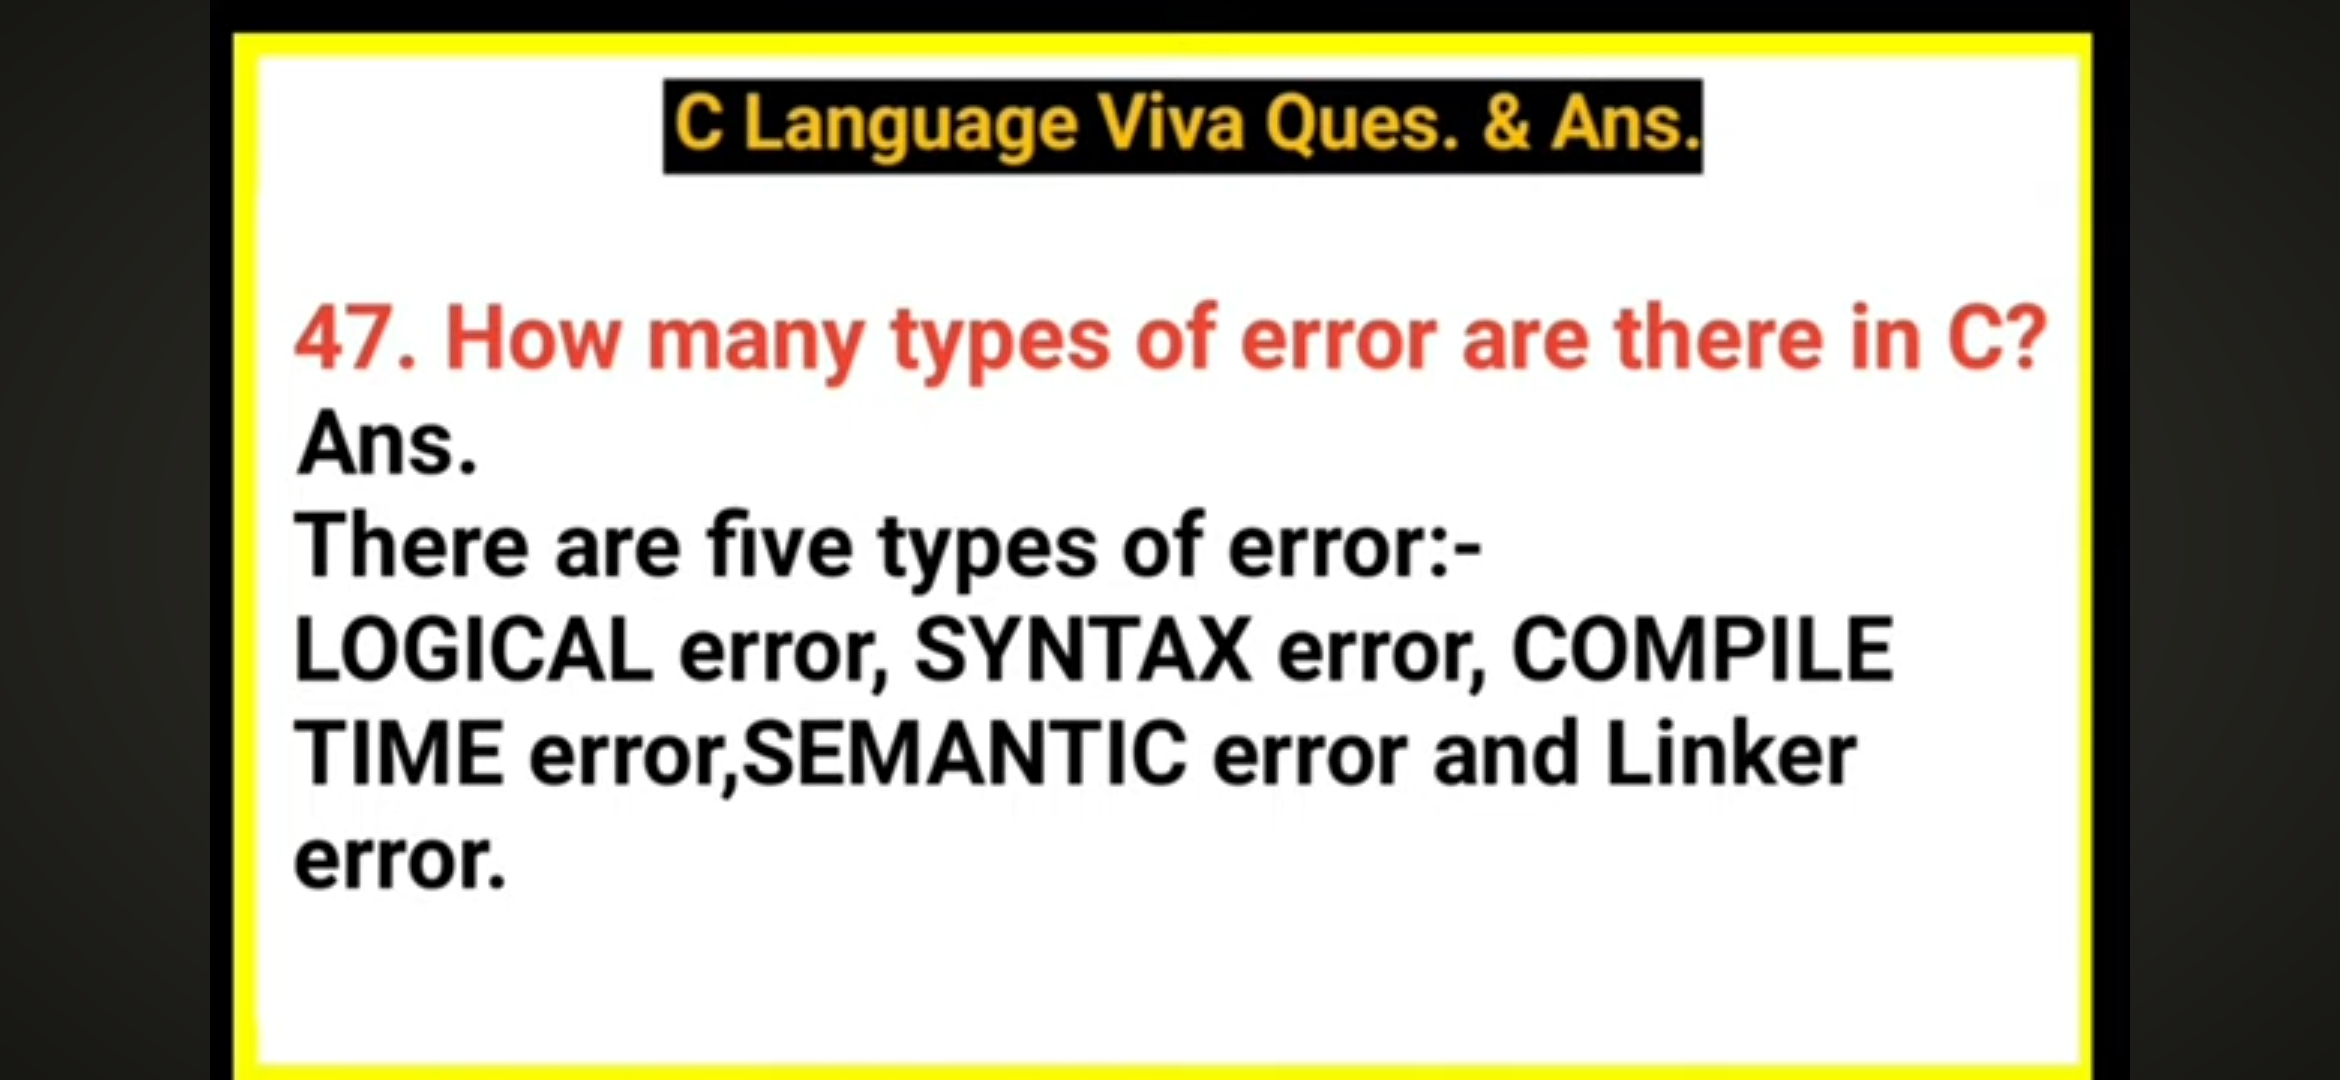 C Language Viva Ques. & Ans.
47. How many types of error are there in C?
Ans.
There are five types of error:-
LOGICAL error, SYNTAX error, COMPILE
TIME error,SEMANTIC error and Linker
error.